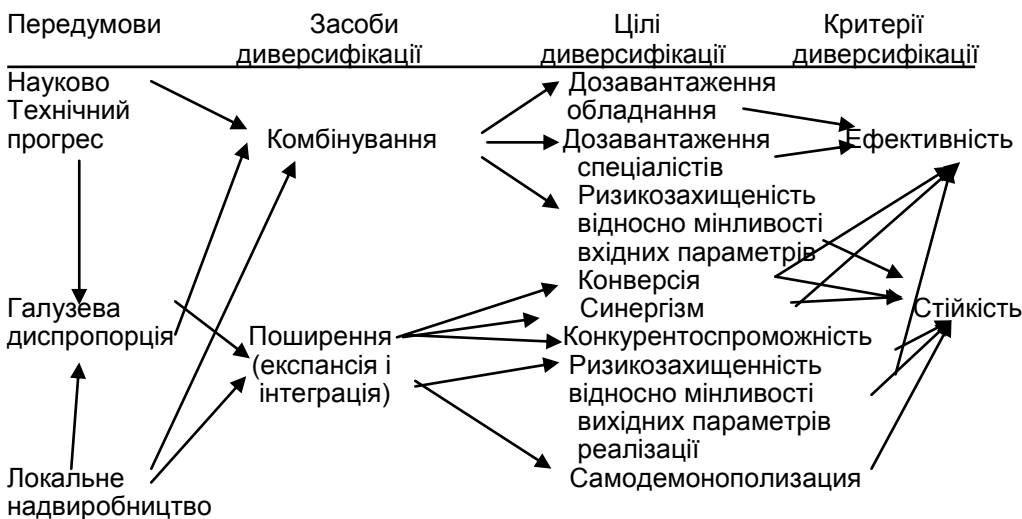 Передумови Засоби Цілі Критерії
диверсифікації диверсифікації диверсифікації
Науково Дозавантаження
Технічний обладнання
прогрес Комбінування Дозавантаження Ефективність
спеціалістів
Ризикозахищеність
відносно мінливості
вхідних параметрів
Конверсія
Галузева Синергізм Стійкість
диспропорція Поширення Конкурентоспроможність
(експансія і Ризикозахищенність
інтеграція) відносно мінливості
вихідних параметрів
реалізації
Локальне Самодемонополизация
надвиробництво